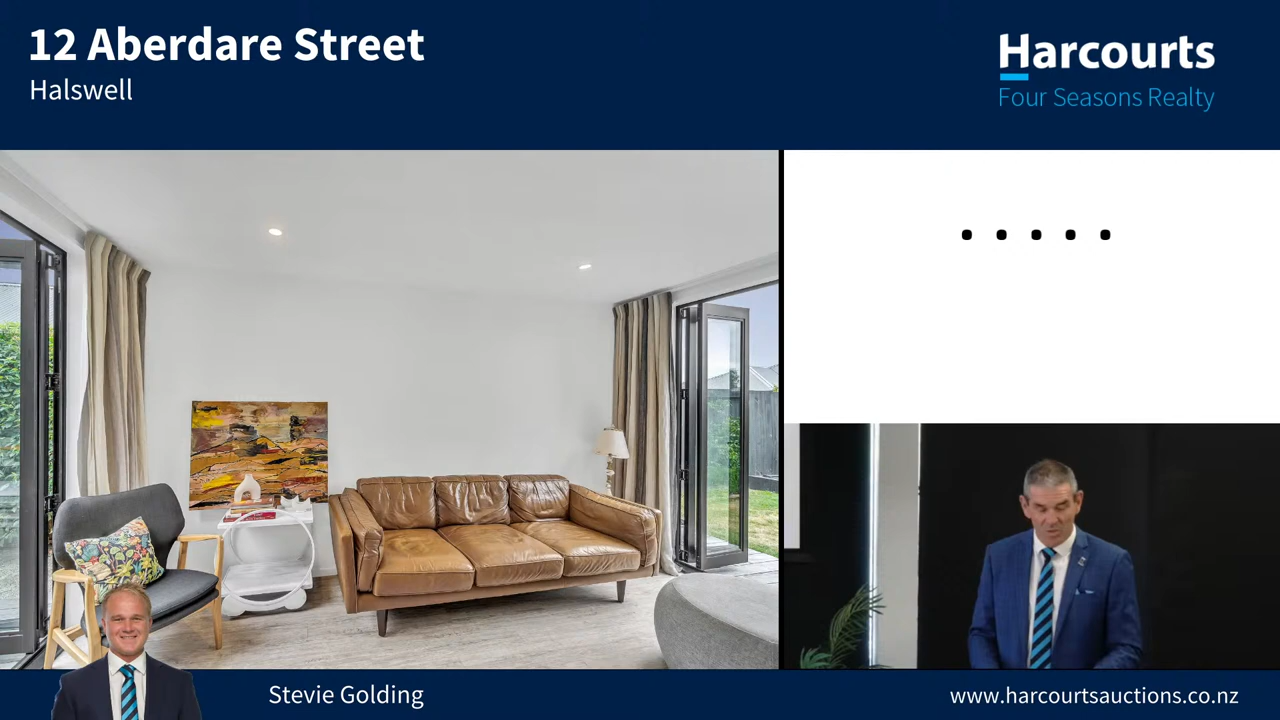 12 Aberdare Street
Halswell
Harcourts
Four Seasons Realty
• • • • •
Stevie Golding
www.harcourtsauctions.co.nz